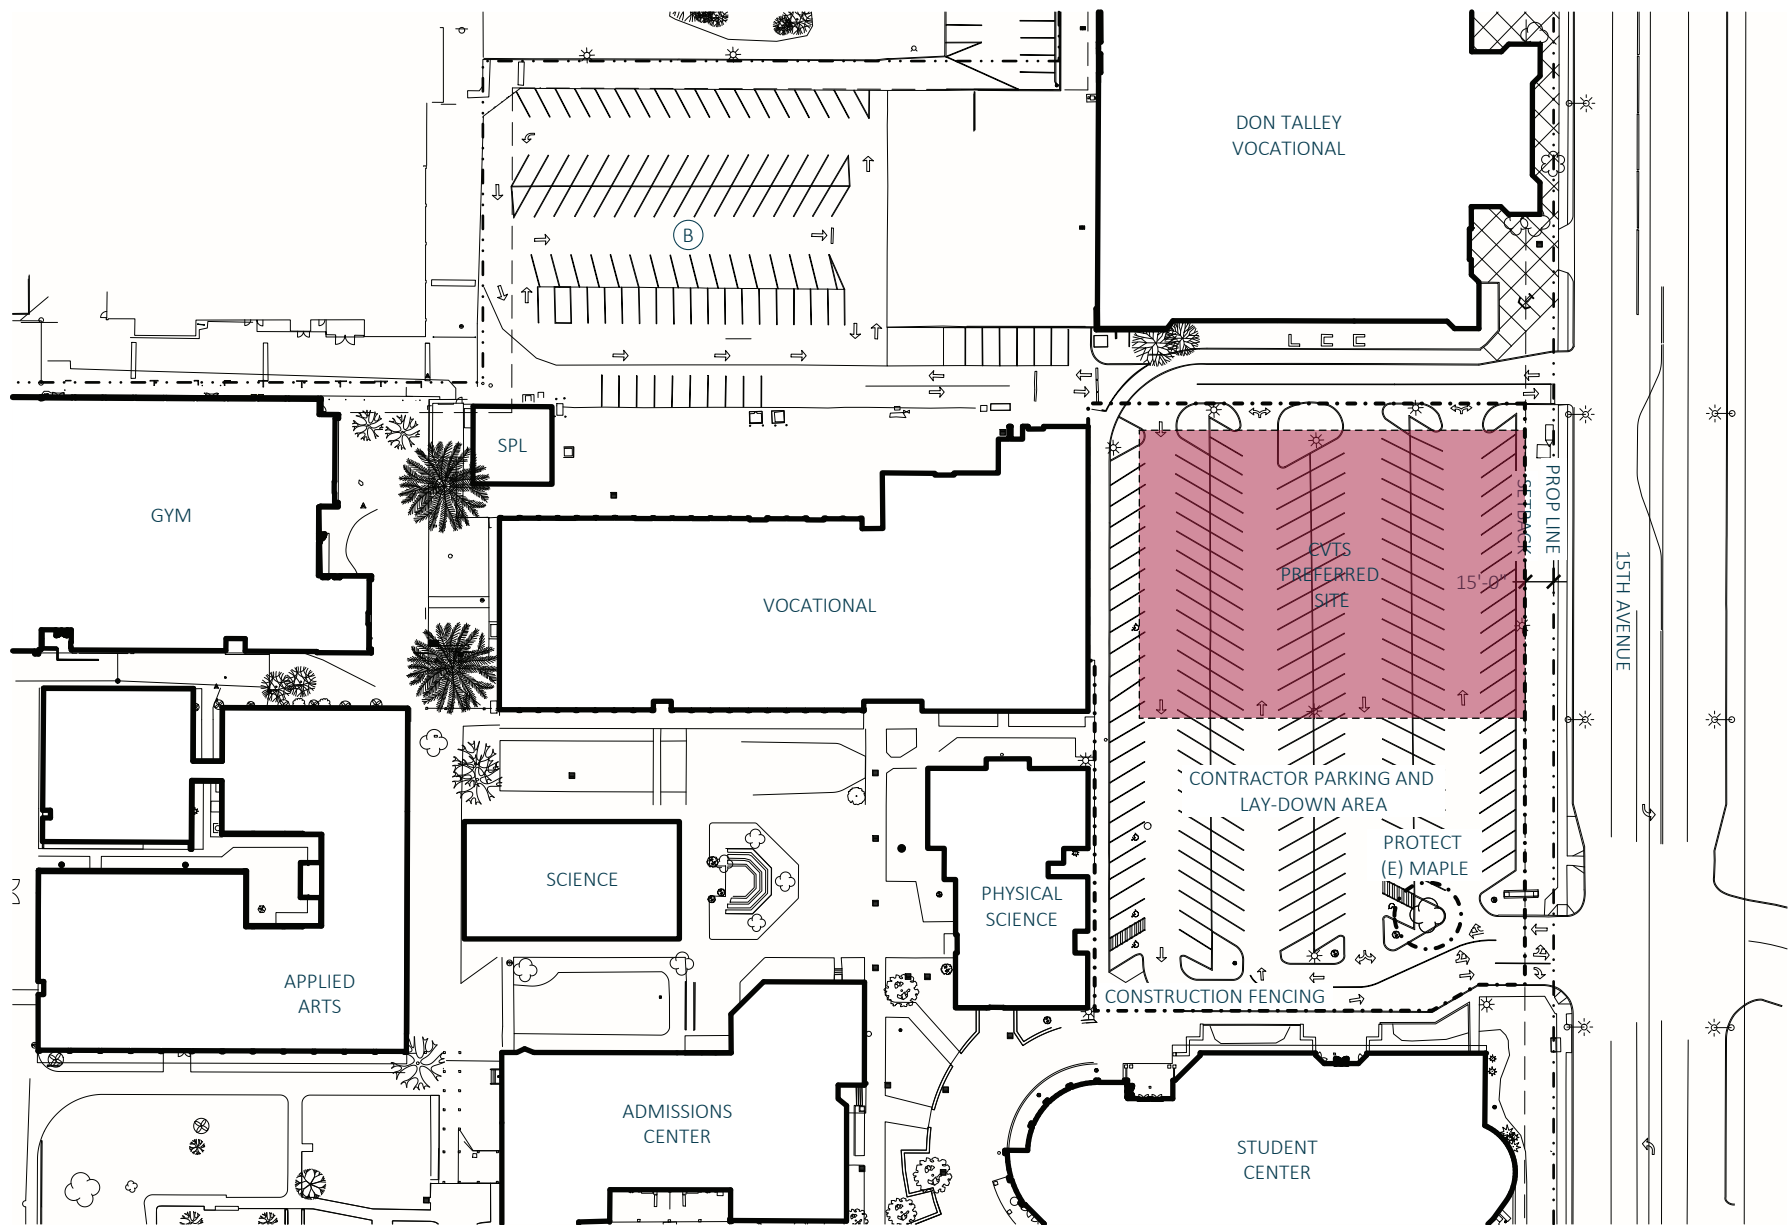 DON TALLEY
VOCATIONAL
B
SPL
GYM
VOCATIONAL
CVTS
PREFERRED
SITE
SETBACK
PROP LINE
15'-0"
15TH AVENUE
CONTRACTOR PARKING AND
LAY-DOWN AREA
PROTECT
(E) MAPLE
SCIENCE
PHYSICAL
SCIENCE
APPLIED
ARTS
CONSTRUCTION FENCING
ADMISSIONS
CENTER
STUDENT
CENTER